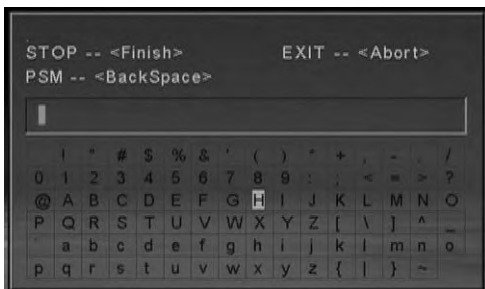 STOP -- <Finish> EXIT -- <Abort>
PSM -- <BackSpace>
! " # $ % & ' ( ) * + , - . /
0 1 2 3 4 5 6 7 8 9 : ; < = > ?
@ A B C D E F G H I J K L M N O
P Q R S T U V W X Y Z [ \ ] ^ _
` a b c d e f g h i j k l m n o
p q r s t u v w x y z { | } ~